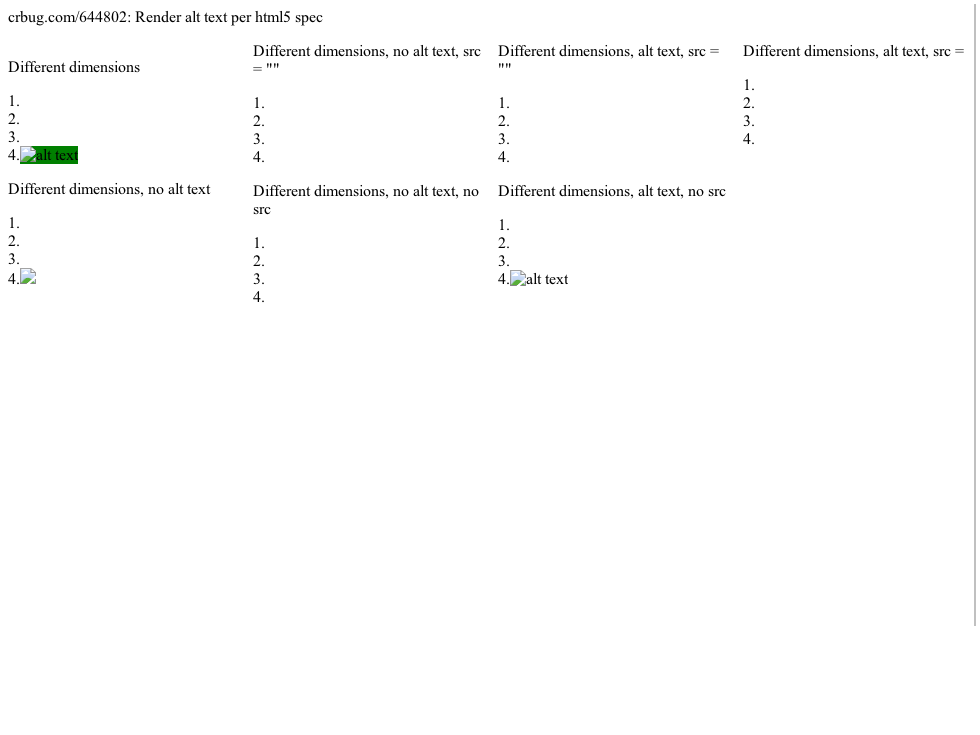 crbug.com/644802: Render alt text per html5 spec
Different dimensions
1.
2.
3.
4. alt text
Different dimensions, no alt text
1.
2.
3.
4.
Different dimensions, no alt text, src
= ""
1.
2.
3.
4.
Different dimensions, no alt text, no
src
1.
2.
3.
4.
Different dimensions, alt text, src =
""
1.
2.
3.
4.
Different dimensions, alt text, no src
1.
2.
3.
4. alt text
Different dimensions, alt text, src =
1.
2.
3.
4.